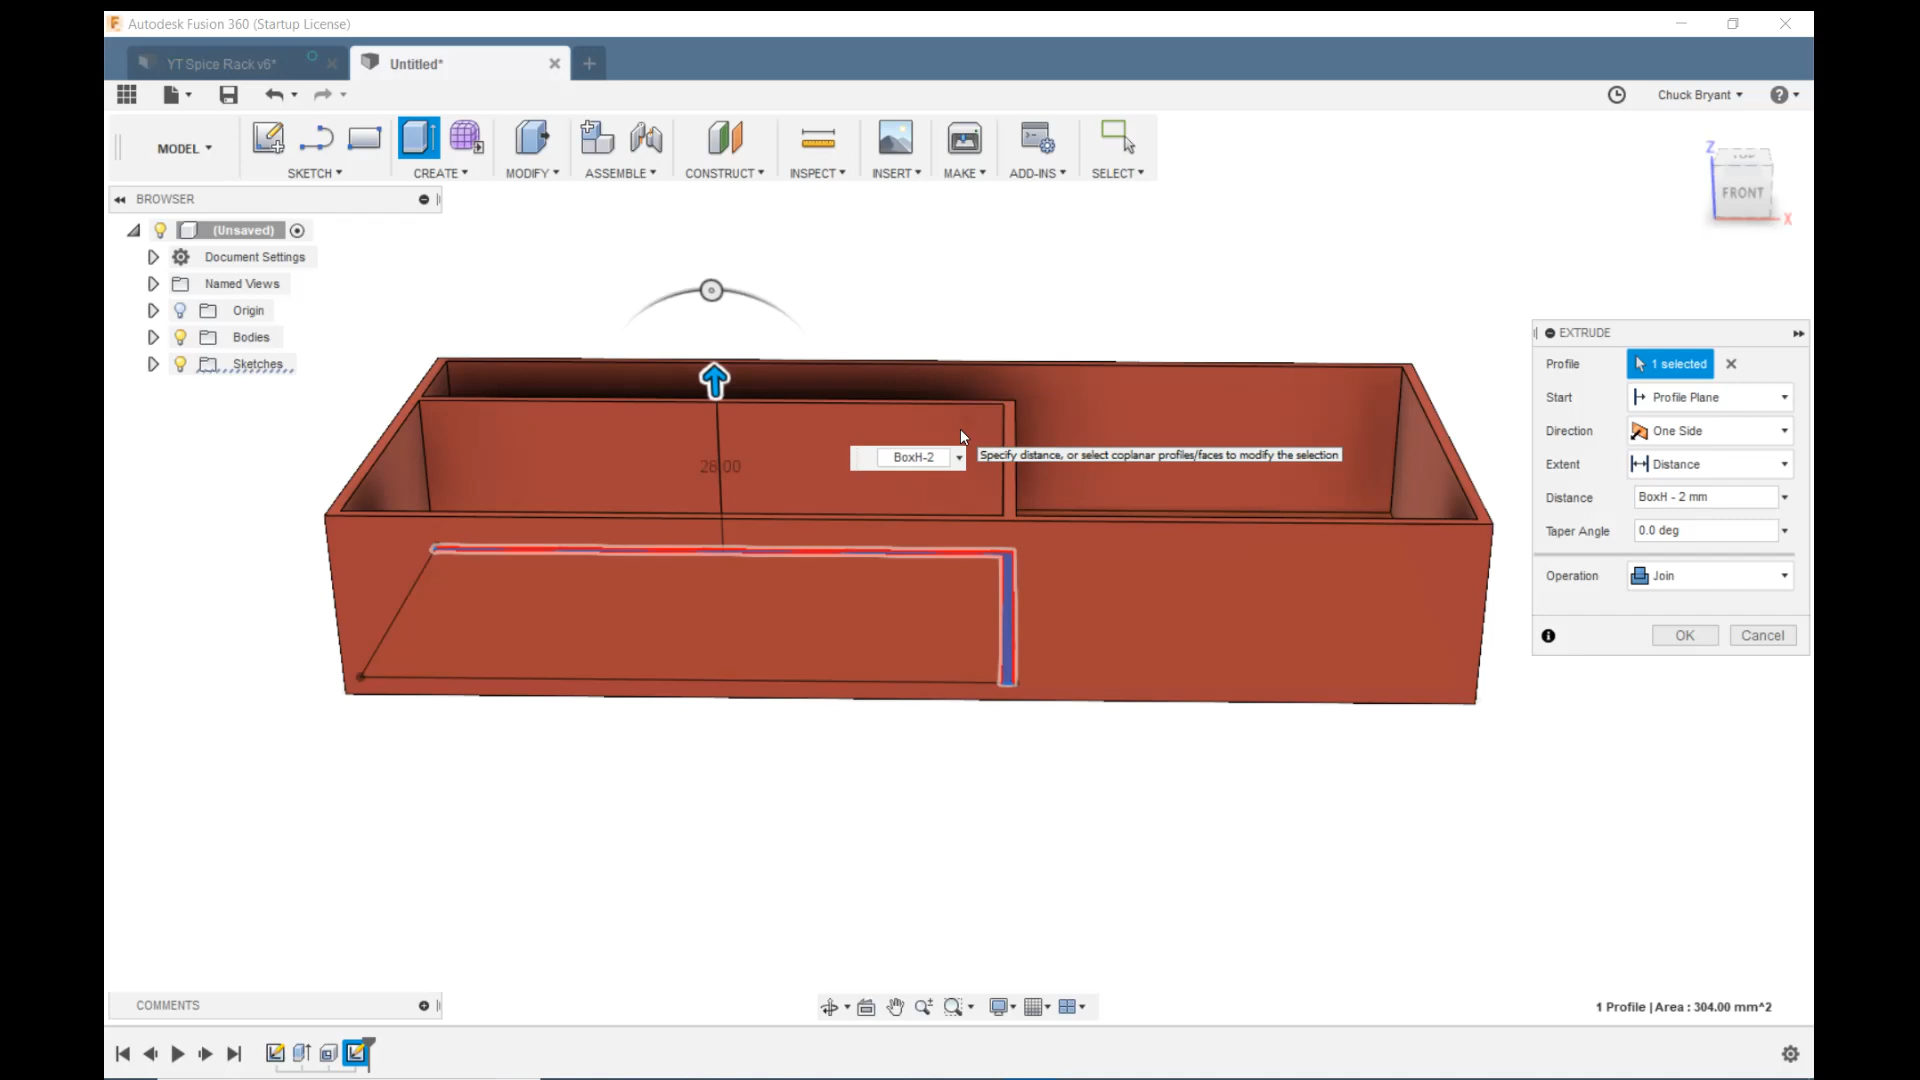 Autodesk Fusion 360 (Startup License)
YT Spice Rack v6*
Untitled*
Chuck Bryant
MODEL
SKETCH
CREATE
MODIFY
ASSEMBLE
CONSTRUCT
INSPECT
INSERT
MAKE
ADD-INS
SELECT
Z
TOP
FRONT
X
BROWSER
(Unsaved)
Document Settings
Named Views
Origin
Bodies
Sketches
28.00
BoxH-2
Specify distance, or select coplanar profiles/faces to modify the selection
EXTRUDE
Profile 1 selected
Start Profile Plane
Direction One Side
Extent Distance
Distance BoxH - 2 mm
Taper Angle 0.0 deg
Operation Join
OK Cancel
COMMENTS
1 Profile | Area : 304.00 mm^2